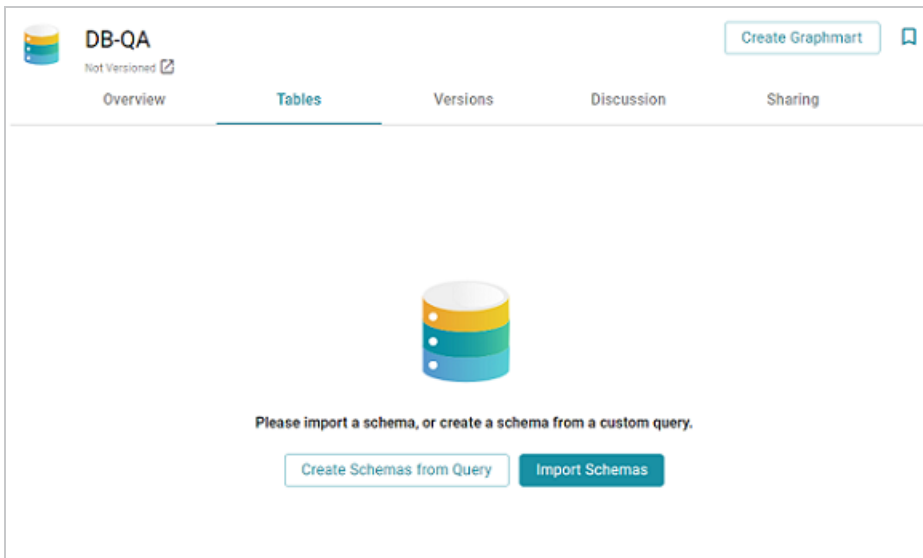 DB-QA
Create Graphmart
Not Versioned
Overview Tables Versions Discussion Sharing
Please import a schema, or create a schema from a custom query.
Create Schemas from Query Import Schemas